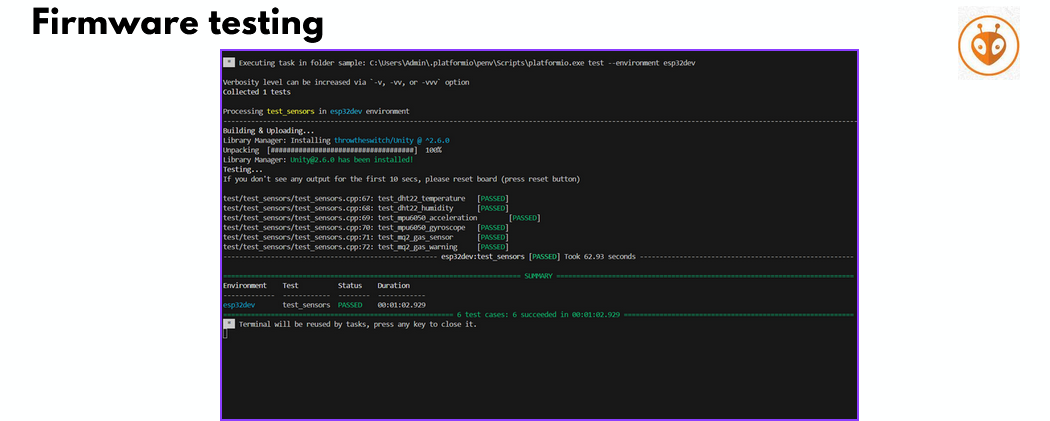 Firmware testing
* Executing task in folder sample: C:\Users\Admin\.platformio\penv\Scripts\platformio.exe test --environment esp32dev
Verbosity level can be increased via `-v, -vv, or -vvv` option
Collected 1 tests
Processing test_sensors in esp32dev environment
Building & Uploading...
Library Manager: Installing throwtheswitch/Unity @ ^2.6.0
Unpacking [####################################] 100%
Library Manager: Unity@2.6.0 has been installed!
Testing...
If you don't see any output for the first 10 secs, please reset board (press reset button)
test/test_sensors/test_sensors.cpp:67: test_dht22_temperature [PASSED]
test/test_sensors/test_sensors.cpp:68: test_dht22_humidity [PASSED]
test/test_sensors/test_sensors.cpp:69: test_mpu6050_acceleration [PASSED]
test/test_sensors/test_sensors.cpp:70: test_mpu6050_gyroscope [PASSED]
test/test_sensors/test_sensors.cpp:71: test_mq2_gas_sensor [PASSED]
test/test_sensors/test_sensors.cpp:72: test_mq2_gas_warning [PASSED]
esp32dev:test_sensors [PASSED] Took 62.93 seconds
SUMMARY
Environment Test Status Duration
esp32dev test_sensors PASSED 00:01:02.929
6 test cases: 6 succeeded in 00:01:02.929
* Terminal will be reused by tasks, press any key to close it.